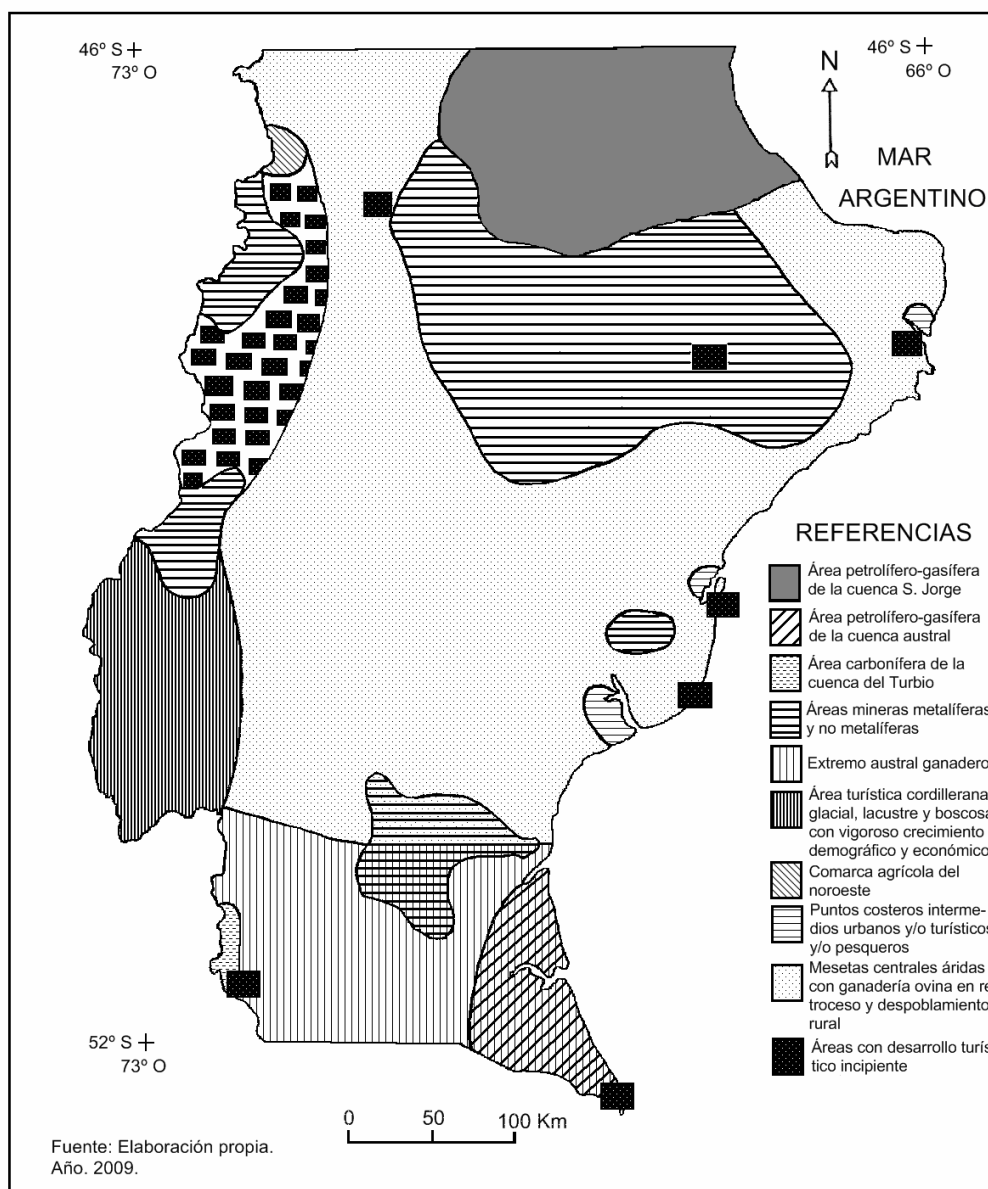 46º S
73º O
46º S
66º O
N
MAR
ARGENTINO
REFERENCIAS
Área petrolífero-gasífera
de la cuenca S. Jorge
Área petrolífero-gasífera
de la cuenca austral
Área carbonífera de la
cuenca del Turbio
Áreas mineras metalíferas
y no metalíferas
Extremo austral ganadero
Área turística cordillerana
glacial, lacustre y boscosa
con vigoroso crecimiento
demográfico y económico
Comarca agrícola del
noroeste
Puntos costeros interme-
dios urbanos y/o turísticos
y/o pesqueros
Mesetas centrales áridas
con ganadería ovina en re
troceso y despoblamiento
rural
Áreas con desarrollo turís
tico incipiente
52º S
73º O
0 50 100 Km
Fuente: Elaboración propia.
Año. 2009.